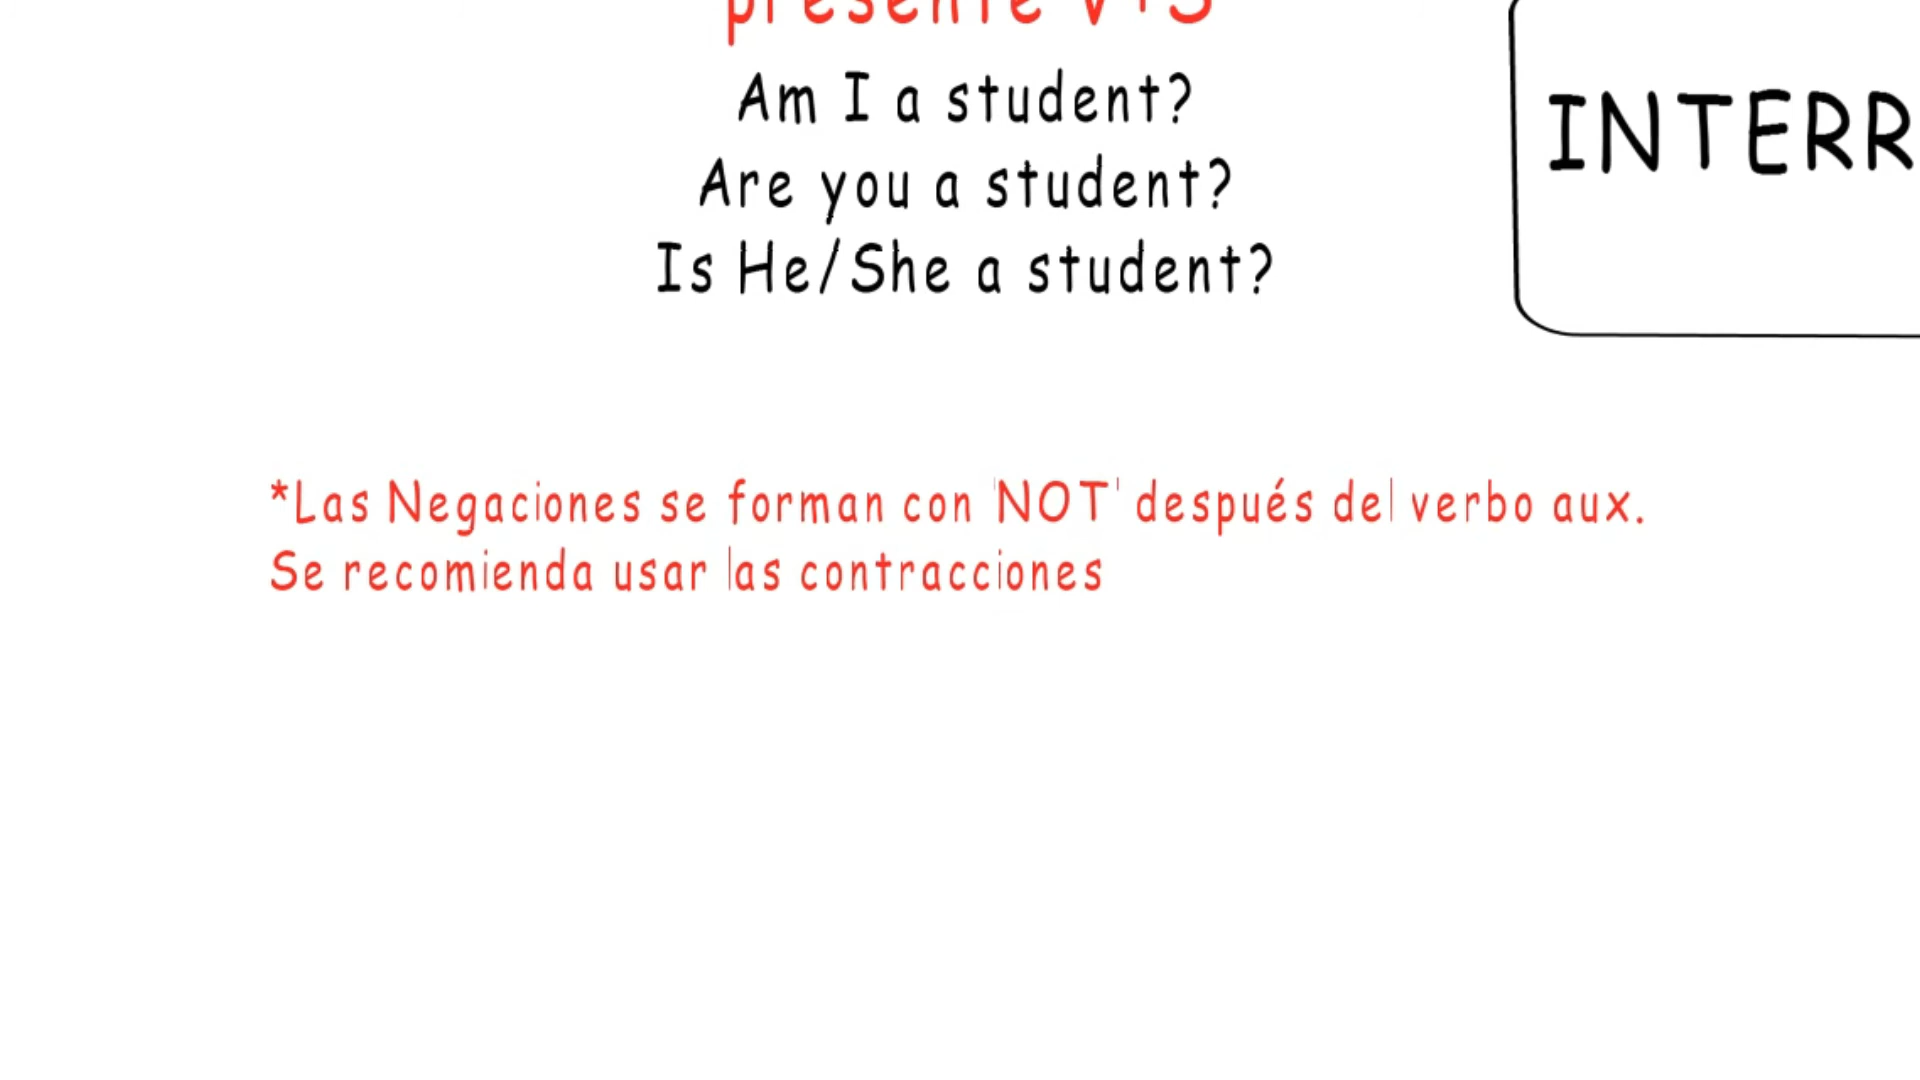 presente V+S
Am I a student?
Are you a student?
Is He/She a student?
INTERR
*Las Negaciones se forman con 'NOT' después del verbo aux.
Se recomienda usar las contracciones